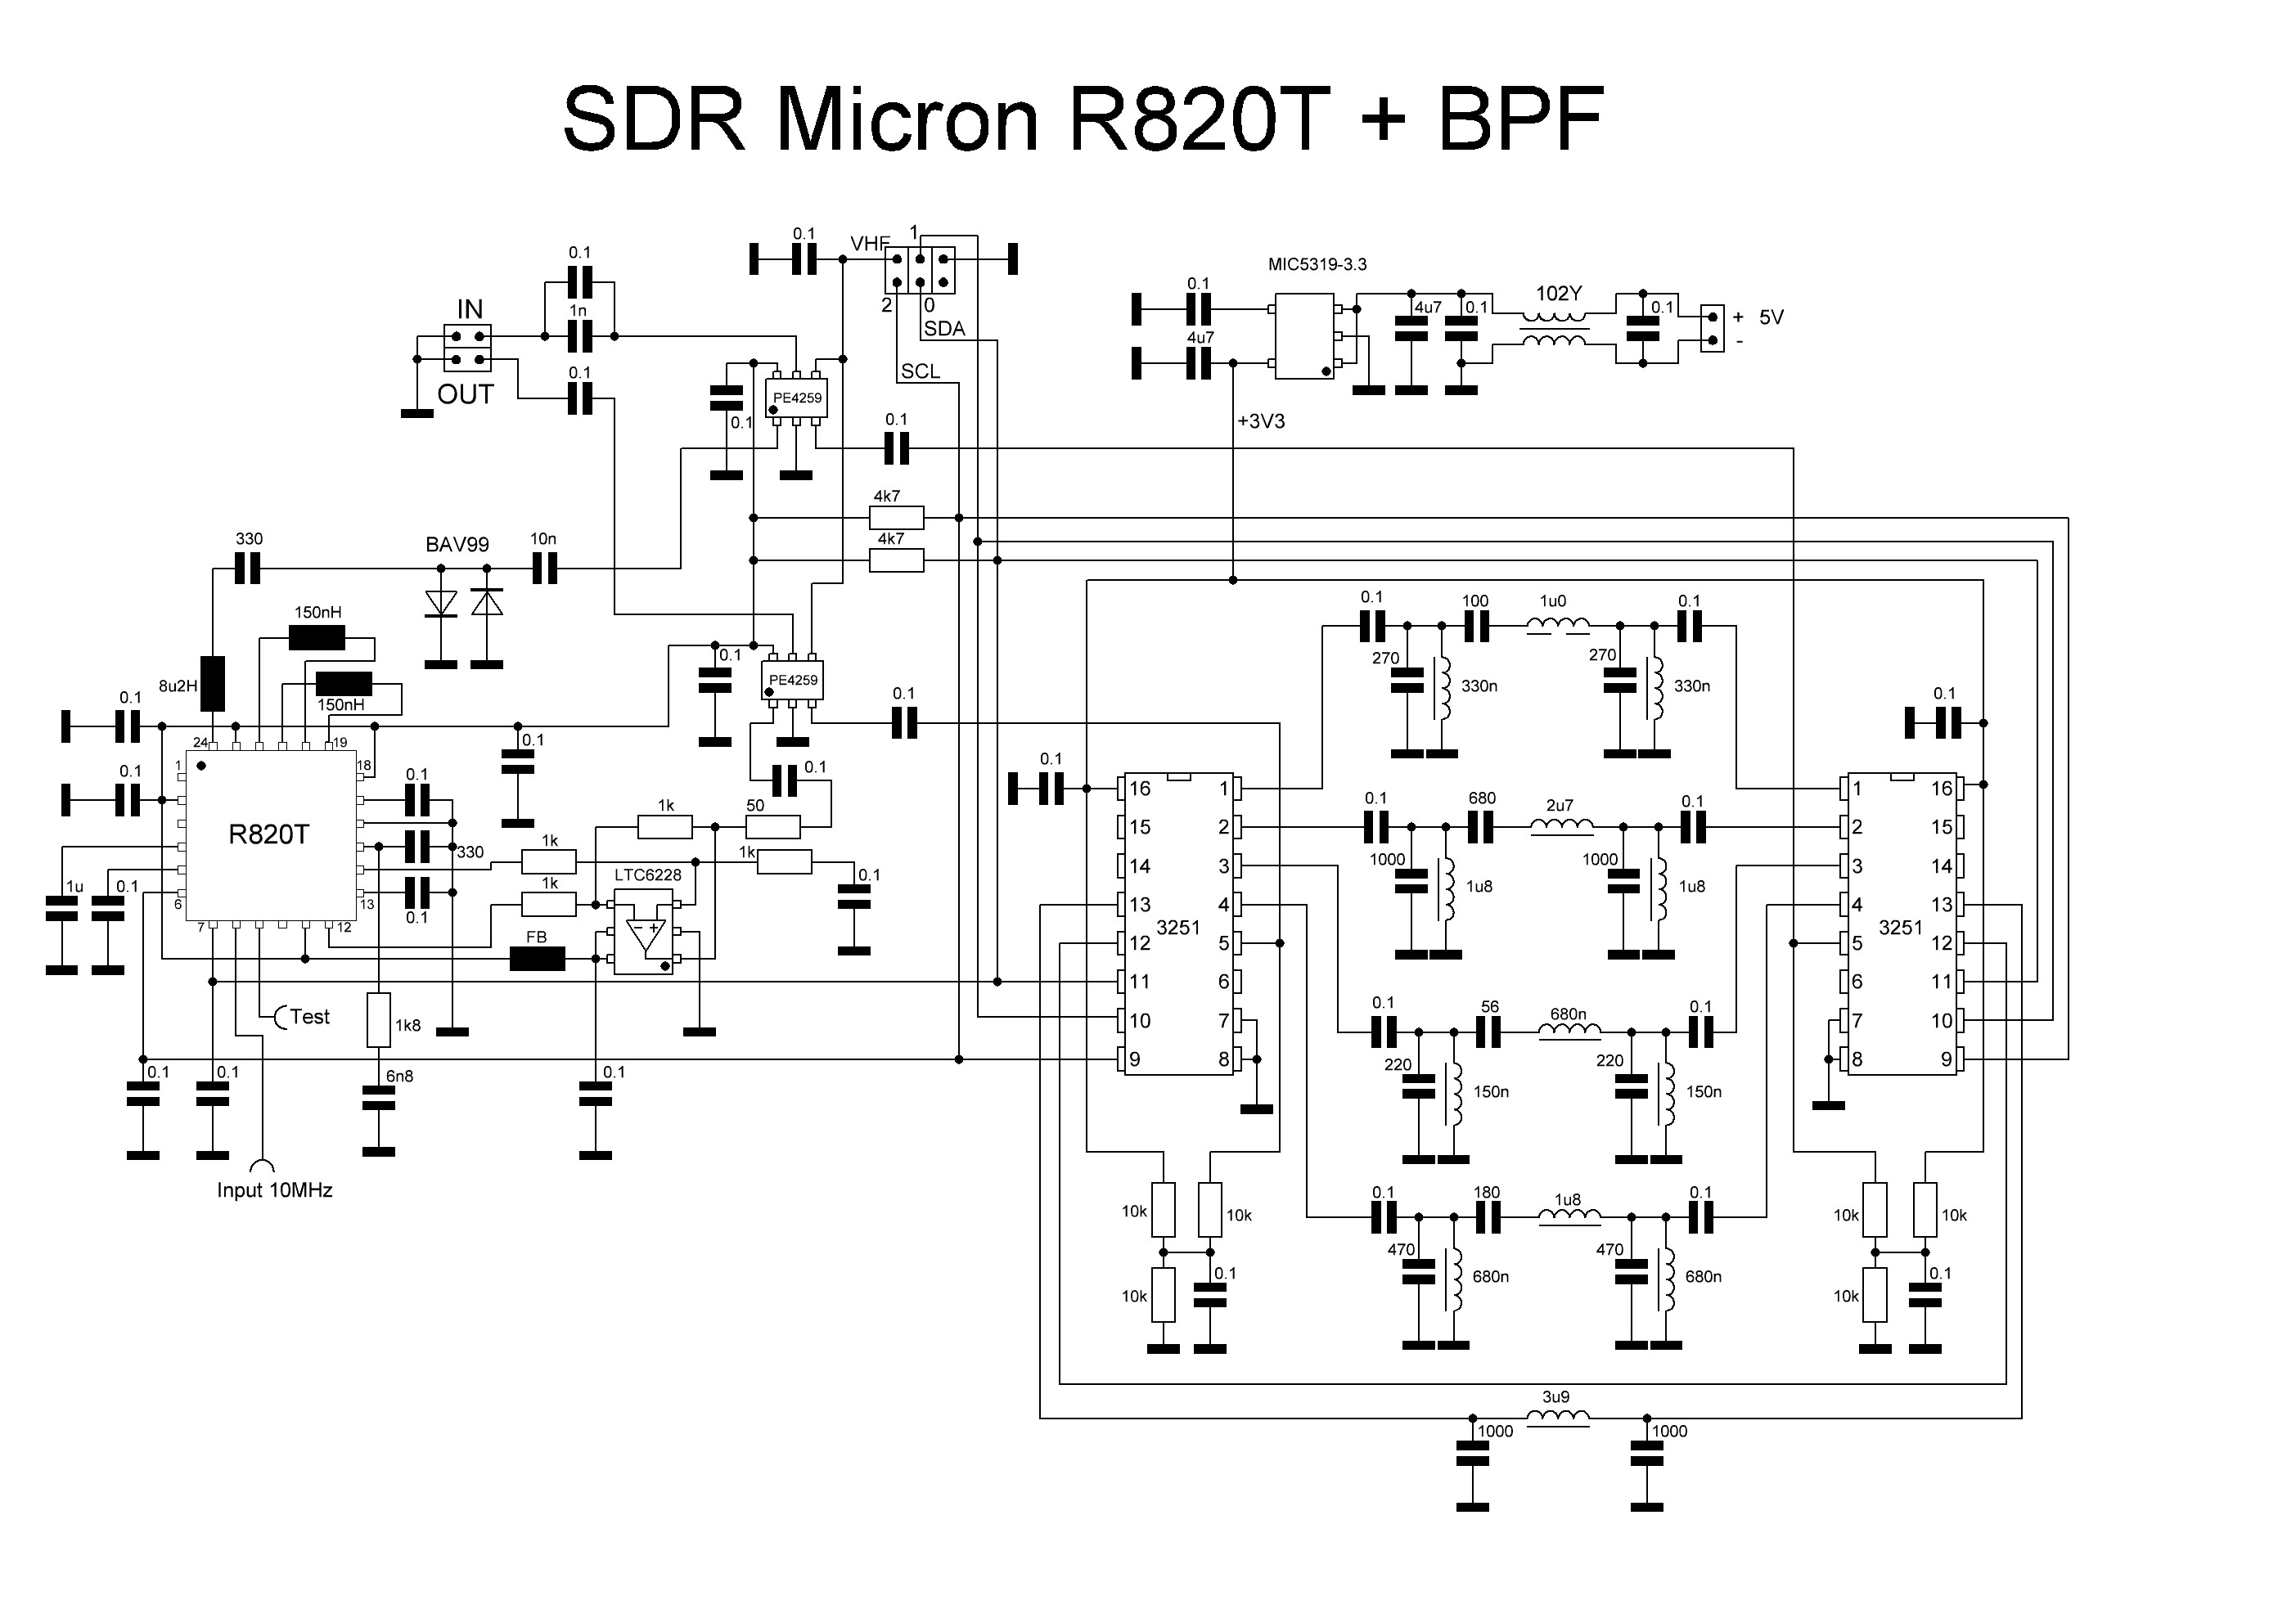 SDR Micron R820T + BPF
0.1
VHF
1
0.1
MIC5319-3.3
IN
1n
2
0
0.1
4u7
0.1
102Y
0.1
+ 5V
SDA
4u7
-
0.1
SCL
OUT
PE4259
0.1
0.1
+3V3
4k7
330
BAV99
10n
4k7
150nH
0.1
100
1u0
0.1
8u2H
150nH
0.1
PE4259
270
330n
270
330n
0.1
0.1
0.1
24
19
0.1
0.1
1
18
0.1
0.1
0.1
16
1
1
16
R820T
1k
50
0.1
680
2u7
0.1
15
2
2
15
330
1k
1k
1000
1000
14
3
3
14
1u
0.1
1k
LTC6228
0.1
1u8
1u8
6
13
0.1
- +
13
4
4
13
7
12
3251
3251
FB
12
5
5
12
11
6
6
11
Test
1k8
0.1
56
680n
0.1
10
7
7
10
9
8
8
9
0.1
0.1
6n8
0.1
220
150n
220
150n
Input 10MHz
0.1
180
1u8
0.1
10k
10k
10k
10k
470
680n
470
680n
0.1
0.1
10k
10k
3u9
1000
1000